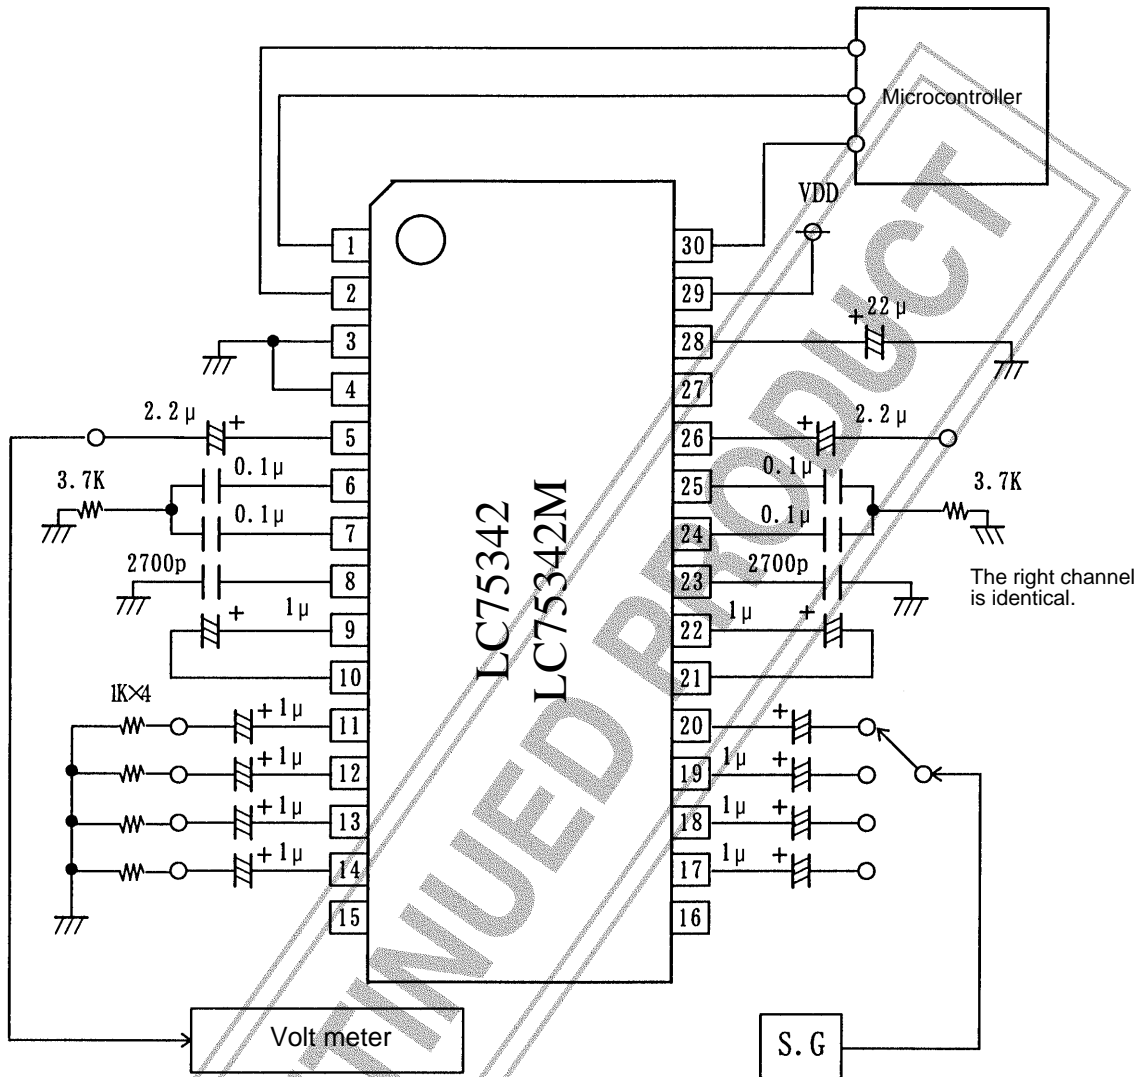 Microcontroller
VDD
1
30
2
29
3
28
+
22μ
4
27
2.2μ
+
5
26
+
2.2μ
3.7K
0.1μ
6
25
0.1μ
3.7K
0.1μ
7
24
0.1μ
2700p
8
23
2700p
The right channel
is identical.
+
1μ
9
22
1μ
+
10
21
1K×4
+1μ
11
20
+
+1μ
12
19
1μ
+
+1μ
13
18
1μ
+
+1μ
14
17
1μ
+
15
16
LC75342
LC75342M
Volt meter
S.G
TINUED PRODUCT